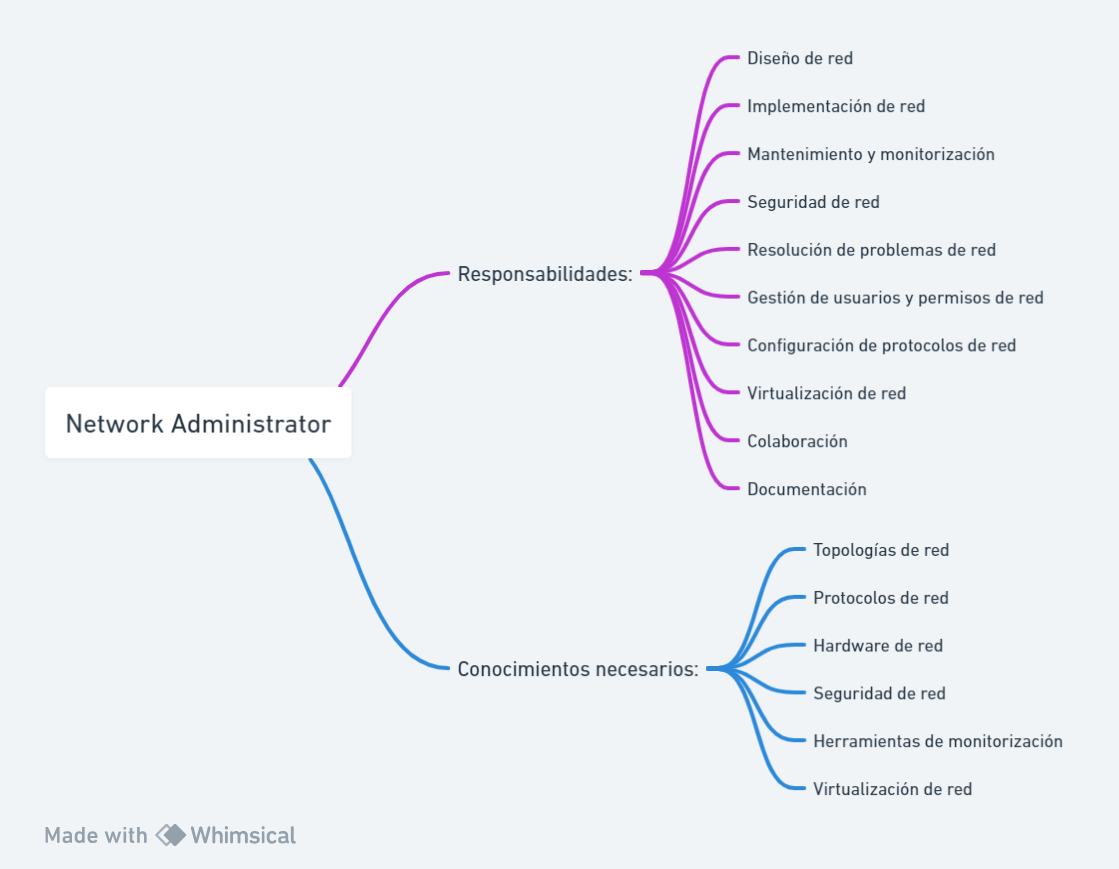 Network Administrator
Responsabilidades:
Diseño de red
Implementación de red
Mantenimiento y monitorización
Seguridad de red
Resolución de problemas de red
Gestión de usuarios y permisos de red
Configuración de protocolos de red
Virtualización de red
Colaboración
Documentación
Conocimientos necesarios:
Topologías de red
Protocolos de red
Hardware de red
Seguridad de red
Herramientas de monitorización
Virtualización de red
Made with Whimsical